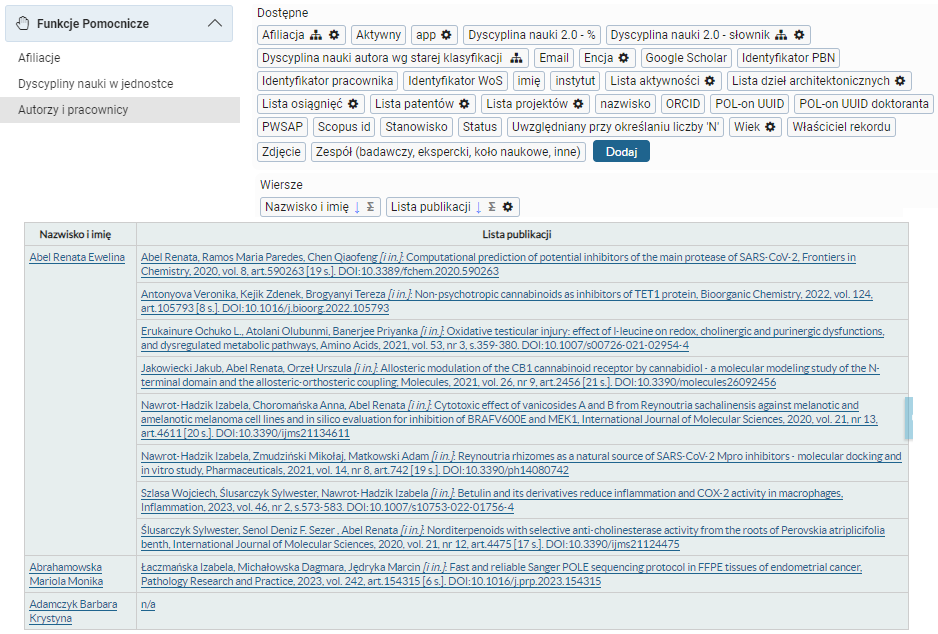 Funkcje Pomocnicze
Afiliacje
Dyscypliny nauki w jednostce
Autorzy i pracownicy
Dostępne
Afiliacja Aktywny app Dyscyplina nauki 2.0 - % Dyscyplina nauki 2.0 - słownik
Dyscyplina nauki autora wg starej klasyfikacji Email Encja Google Scholar Identyfikator PBN
Identyfikator pracownika Identyfikator WoS imię instytut Lista aktywności Lista dzieł architektonicznych
Lista osiągnięć Lista patentów Lista projektów nazwisko ORCID POL-on UUID POL-on UUID doktoranta
PWSAP Scopus id Stanowisko Status Uwzględniany przy określaniu liczby 'N' Wiek Właściciel rekordu
Zdjęcie Zespół (badawczy, ekspercki, koło naukowe, inne) Dodaj
Wiersze
Nazwisko i imię ↓ Σ Lista publikacji ↓ Σ
Nazwisko i imię Lista publikacji
Abel Renata Ewelina
Abel Renata, Ramos Maria Paredes, Chen Qiaofeng [i in.]: Computational prediction of potential inhibitors of the main protease of SARS-CoV-2, Frontiers in
Chemistry, 2020, vol. 8, art.590263 [19 s.]. DOI:10.3389/fchem.2020.590263
Antonyova Veronika, Kejik Zdenek, Brogyanyi Tereza [i in.]: Non-psychotropic cannabinoids as inhibitors of TET1 protein, Bioorganic Chemistry, 2022, vol. 124,
art.105793 [8 s.]. DOI:10.1016/j.bioorg.2022.105793
Erukainure Ochuko L., Atolani Olubunmi, Banerjee Priyanka [i in.]: Oxidative testicular injury: effect of l-leucine on redox, cholinergic and purinergic dysfunctions,
and dysregulated metabolic pathways, Amino Acids, 2021, vol. 53, nr 3, s.359-380. DOI:10.1007/s00726-021-02954-4
Jakowiecki Jakub, Abel Renata, Orzeł Urszula [i in.]: Allosteric modulation of the CB1 cannabinoid receptor by cannabidiol - a molecular modeling study of the N-
terminal domain and the allosteric-orthosteric coupling, Molecules, 2021, vol. 26, nr 9, art.2456 [21 s.]. DOI:10.3390/molecules26092456
Nawrot-Hadzik Izabela, Choromańska Anna, Abel Renata [i in.]: Cytotoxic effect of vanicosides A and B from Reynoutria sachalinensis against melanotic and
amelanotic melanoma cell lines and in silico evaluation for inhibition of BRAFV600E and MEK1, International Journal of Molecular Sciences, 2020, vol. 21, nr 13,
art.4611 [20 s.]. DOI:10.3390/ijms21134611
Nawrot-Hadzik Izabela, Zmudziński Mikołaj, Matkowski Adam [i in.]: Reynoutria rhizomes as a natural source of SARS-CoV-2 Mpro inhibitors - molecular docking and
in vitro study, Pharmaceuticals, 2021, vol. 14, nr 8, art.742 [19 s.]. DOI:10.3390/ph14080742
Szlasa Wojciech, Ślusarczyk Sylwester, Nawrot-Hadzik Izabela [i in.]: Betulin and its derivatives reduce inflammation and COX-2 activity in macrophages,
Inflammation, 2023, vol. 46, nr 2, s.573-583. DOI:10.1007/s10753-022-01756-4
Ślusarczyk Sylwester, Senol Deniz F. Sezer , Abel Renata [i in.]: Norditerpenoids with selective anti-cholinesterase activity from the roots of Perovskia atriplicifolia
benth, International Journal of Molecular Sciences, 2020, vol. 21, nr 12, art.4475 [17 s.]. DOI:10.3390/ijms21124475
Abrahamowska
Mariola Monika
Łaczmańska Izabela, Michałowska Dagmara, Jędryka Marcin [i in.]: Fast and reliable Sanger POLE sequencing protocol in FFPE tissues of endometrial cancer,
Pathology Research and Practice, 2023, vol. 242, art.154315 [6 s.]. DOI:10.1016/j.prp.2023.154315
Adamczyk Barbara
Krystyna
n/a